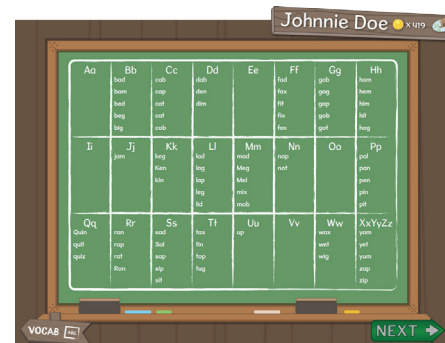 Johnnie Doe x 419
Aa
Bb
bad
bam
bed
beg
big
Cc
cab
cap
cat
cob
Dd
dab
den
dim
Ee
Ff
fad
fax
fit
fix
fox
Gg
gab
gag
gap
gob
got
Hh
ham
hem
him
hit
hog
Ii
Jj
jam
Kk
keg
Ken
kin
Ll
lad
lag
lap
leg
lid
Mm
mad
Meg
Mel
mix
mob
Nn
nap
not
Oo
Pp
pal
pan
pen
pin
pit
Qq
Quin
quit
quiz
Rr
ran
rap
rat
Ron
Ss
sad
Sal
sap
sip
sit
Tt
tax
tin
top
tug
Uu
up
Vv
Ww
wax
wet
wig
XxYyZz
yam
yet
yum
zap
zip
VOCAB ABC
NEXT